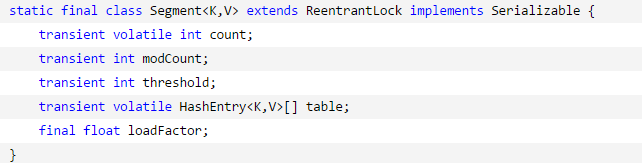 static final class Segment<K,V> extends ReentrantLock implements Serializable {
    transient volatile int count;
    transient int modCount;
    transient int threshold;
    transient volatile HashEntry<K,V>[] table;
    final float loadFactor;
}